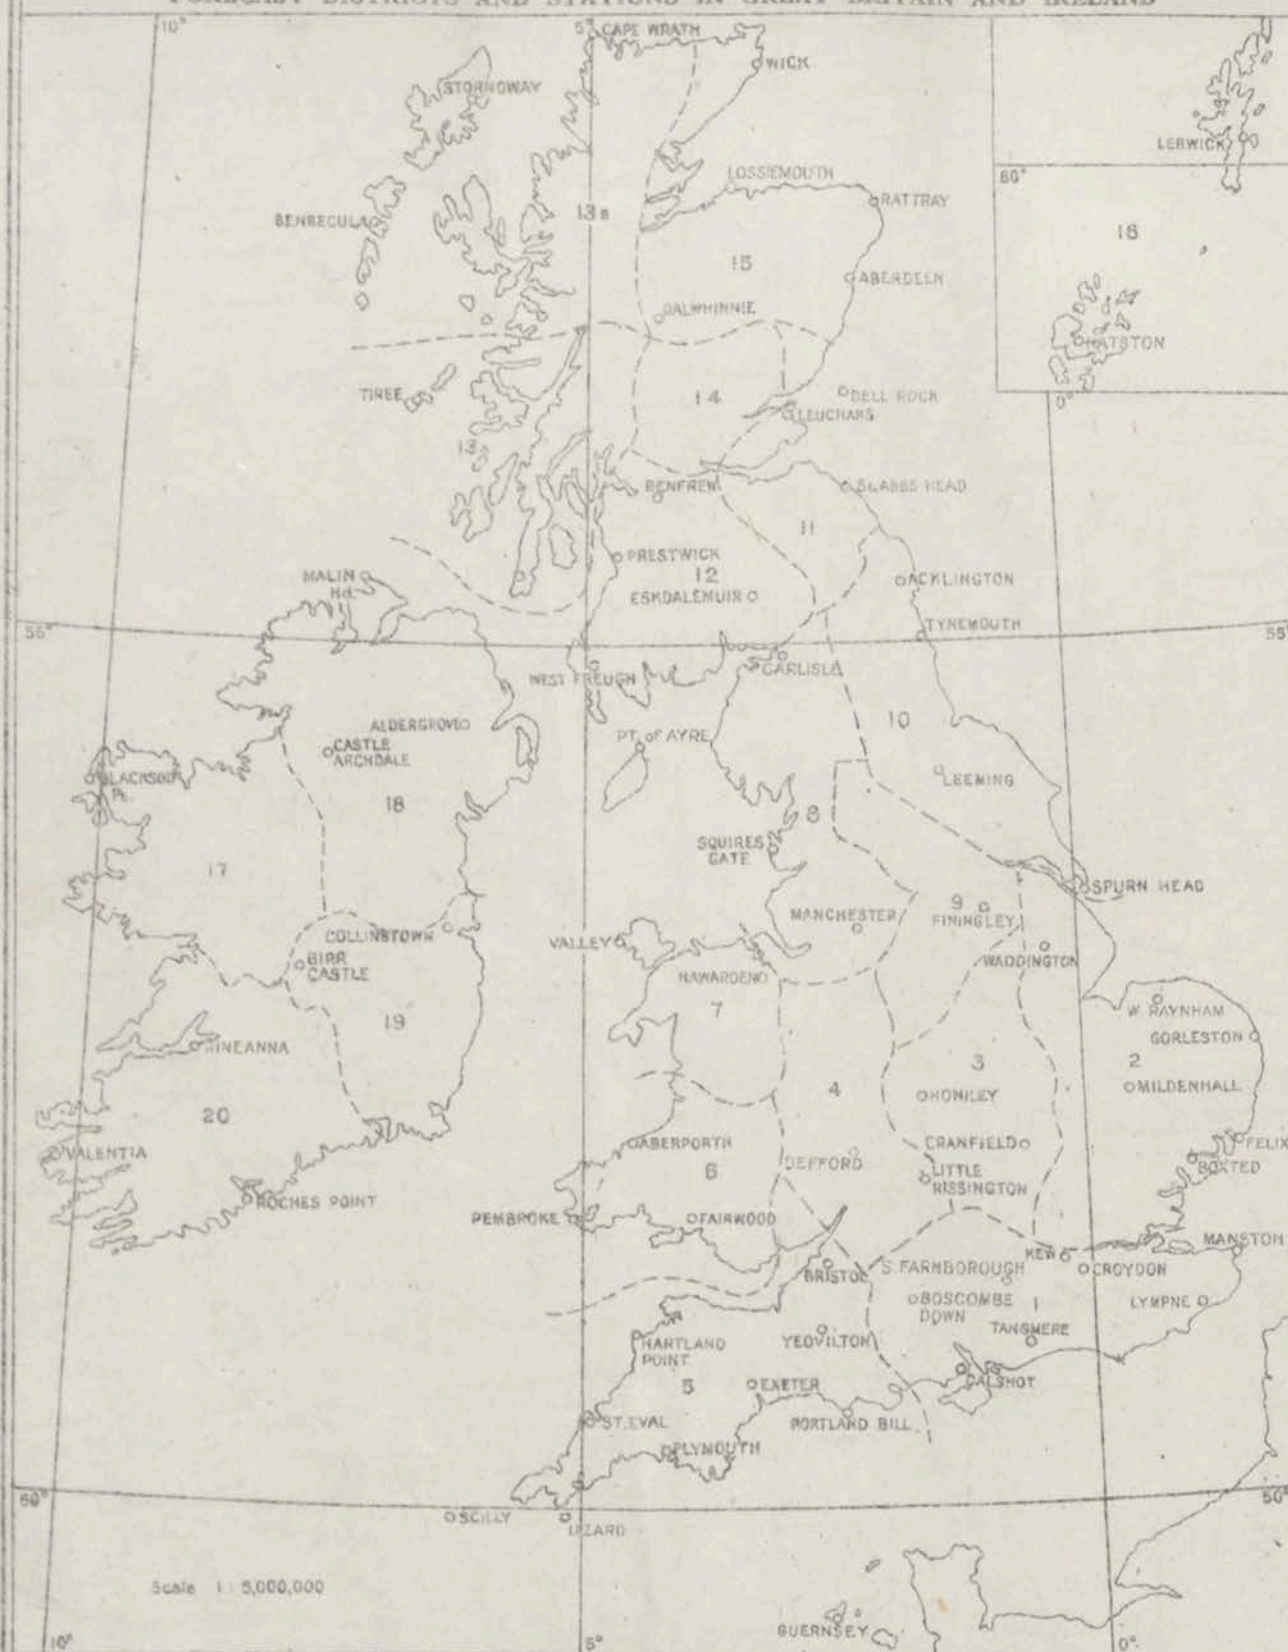 FORECAST DISTRICTS AND STATIONS IN GREAT BRITAIN AND IRELAND
10°
5°
CAPE WRATH
WICK
STORNOWAY
LERWICK
60°
LOSSIEMOUTH
RATTRAY
BENBECULA
13B
16
15
ABERDEEN
DALWHINNIE
HATSTON
TIREE
14
BELL ROCK
0°
LEUCHARS
13
RENFREW
ST. ABBS HEAD
11
PRESTWICK
12
MALIN
Hd.
ESKDALEMUIR
ACKLINGTON
TYNEMOUTH
55°
55°
WEST FREUGH
CARLISLE
ALDERGROVE
10
PT. of AYRE
CASTLE
ARCHDALE
BLACKSOD
Pt.
LEEMING
18
8
SQUIRES
GATE
17
SPURN HEAD
9
MANCHESTER
FININGLEY
COLLINSTOWN
VALLEY
BIRR
CASTLE
WADDINGTON
HAWARDEN
7
W. RAYNHAM
19
GORLESTON
RINEANNA
2
3
4
MILDENHALL
HONILEY
20
ABERPORTH
CRANFIELD
FELIX
VALENTIA
DEFFORD
BOXTED
6
LITTLE
RISSINGTON
ROCHES POINT
PEMBROKE
FAIRWOOD
MANSTON
KEW
BRISTOL
S. FARNBOROUGH
CROYDON
BOSCOMBE
DOWN
1
LYMPNE
TANGMERE
HARTLAND
POINT
YEOVILTON
5
EXETER
CALSHOT
ST. EVAL
PORTLAND BILL
PLYMOUTH
50°
50°
SCILLY
LIZARD
Scale 1 : 5,000,000
GUERNSEY
10°
5°
0°